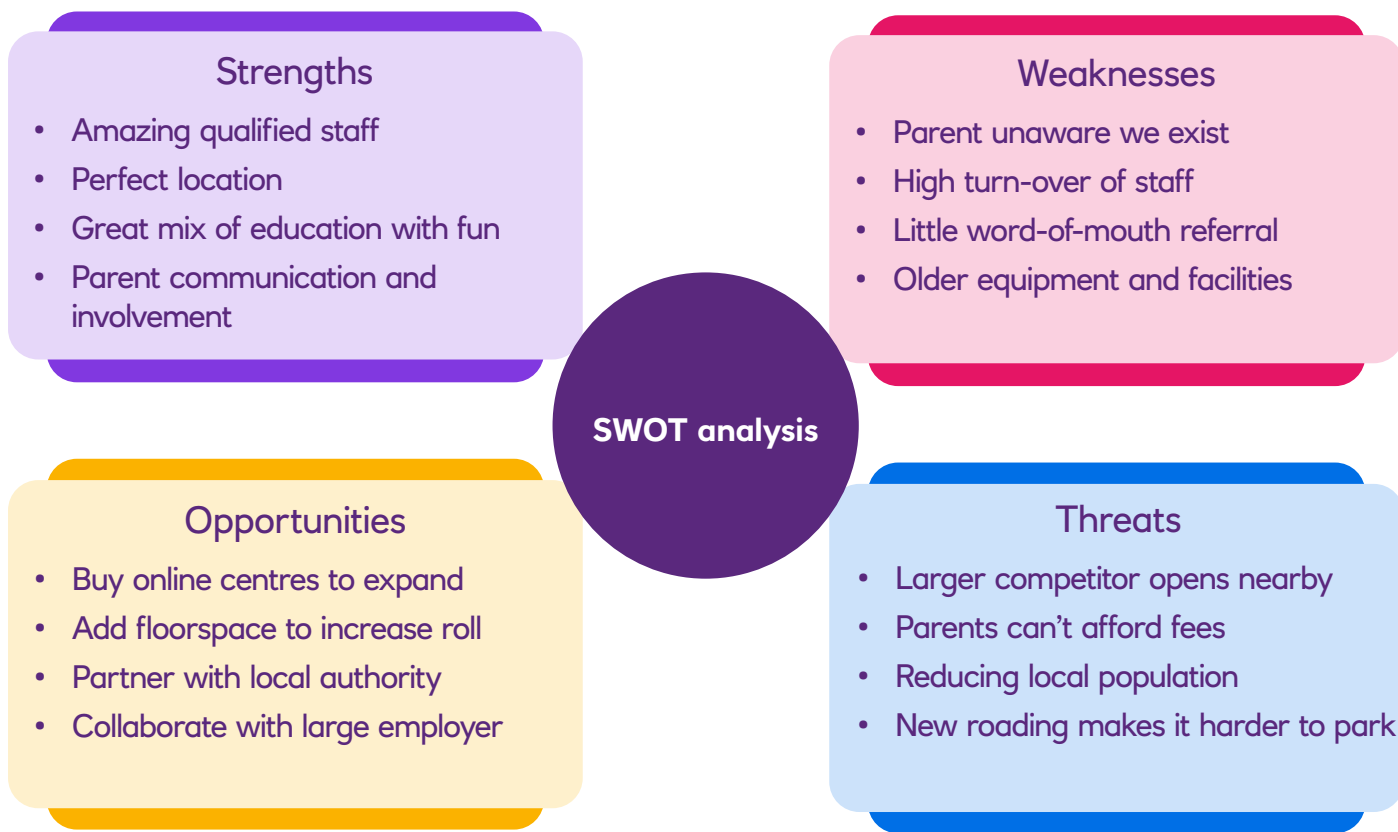 Strengths
• Amazing qualified staff
• Perfect location
• Great mix of education with fun
• Parent communication and
involvement
Weaknesses
• Parent unaware we exist
• High turn-over of staff
• Little word-of-mouth referral
• Older equipment and facilities
SWOT analysis
Opportunities
• Buy online centres to expand
• Add floorspace to increase roll
• Partner with local authority
• Collaborate with large employer
Threats
• Larger competitor opens nearby
• Parents can’t afford fees
• Reducing local population
• New roading makes it harder to park